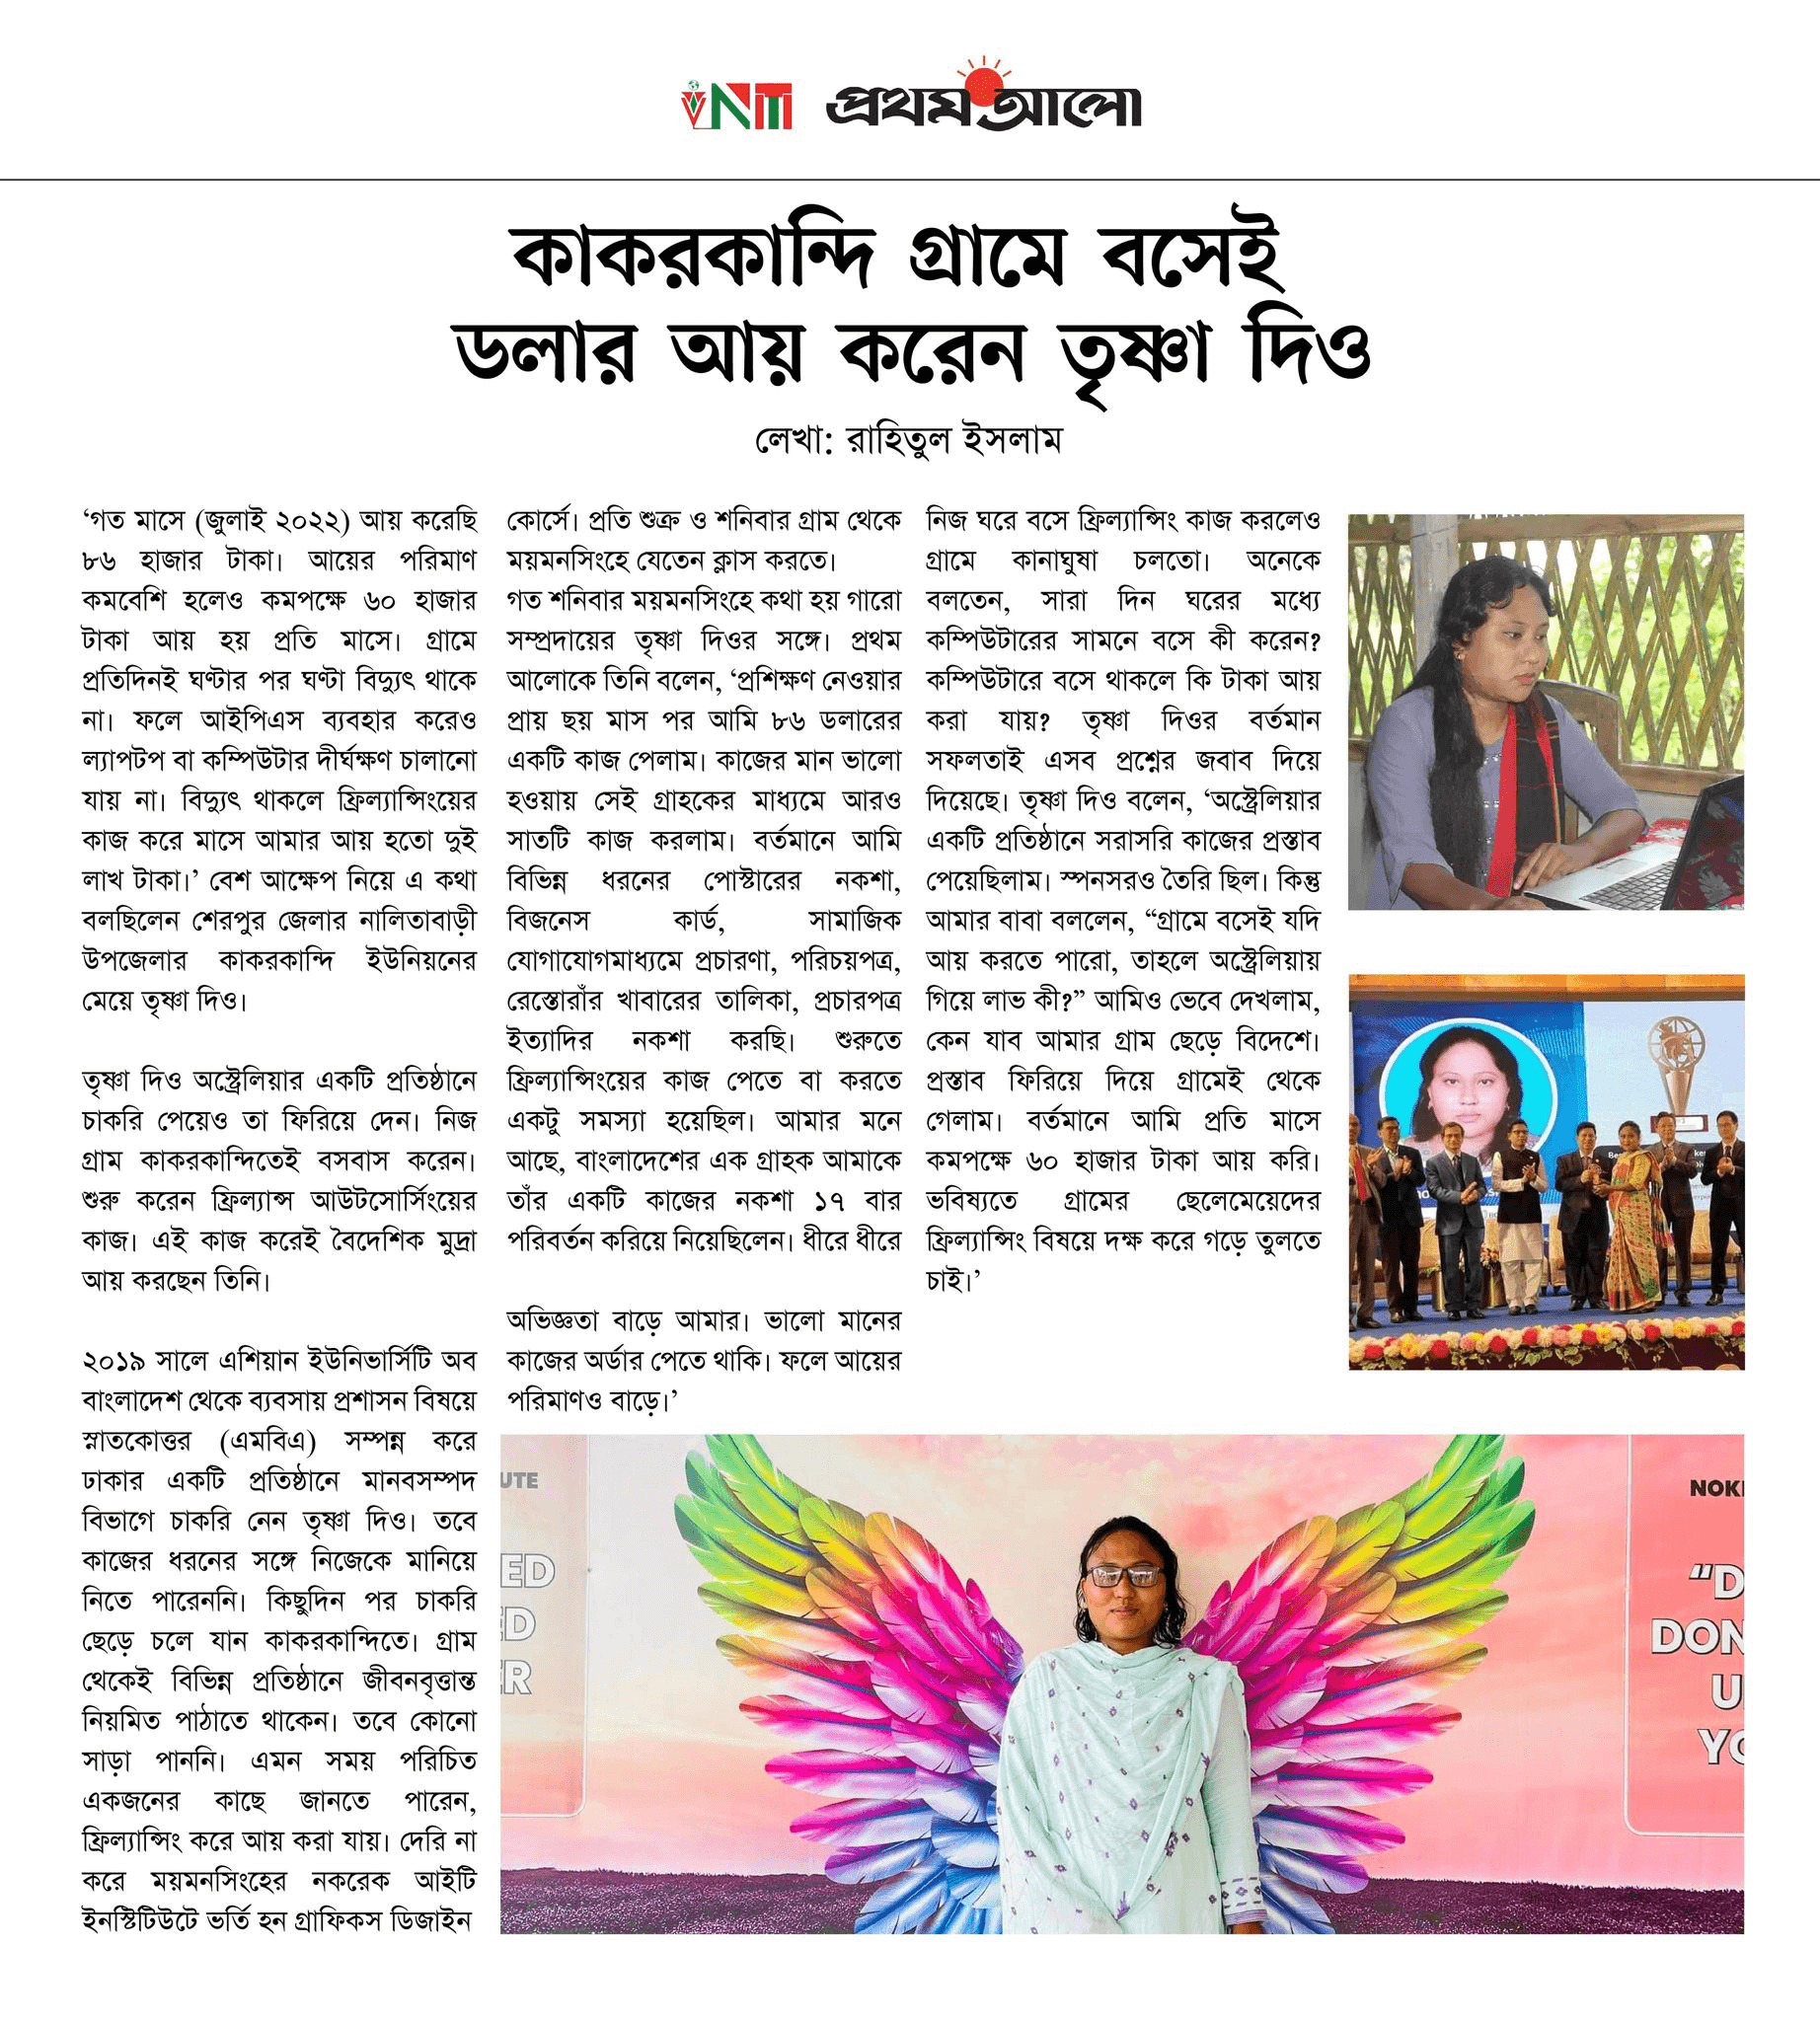 NIT প্রথম আলো
কাকরকান্দি গ্রামে বসেই
ডলার আয় করেন তৃষ্ণা দিও
লেখা: রাহিতুল ইসলাম
‘গত মাসে (জুলাই ২০২২) আয় করেছি
৮৬ হাজার টাকা। আয়ের পরিমাণ
কমবেশি হলেও কমপক্ষে ৬০ হাজার
টাকা আয় হয় প্রতি মাসে। গ্রামে
প্রতিদিনই ঘণ্টার পর ঘণ্টা বিদ্যুৎ থাকে
না। ফলে আইপিএস ব্যবহার করেও
ল্যাপটপ বা কম্পিউটার দীর্ঘক্ষণ চালানো
যায় না। বিদ্যুৎ থাকলে ফ্রিল্যান্সিংয়ের
কাজ করে মাসে আমার আয় হতো দুই
লাখ টাকা।’ বেশ আক্ষেপ নিয়ে এ কথা
বলছিলেন শেরপুর জেলার নালিতাবাড়ী
উপজেলার কাকরকান্দি ইউনিয়নের
মেয়ে তৃষ্ণা দিও।
তৃষ্ণা দিও অস্ট্রেলিয়ার একটি প্রতিষ্ঠানে
চাকরি পেয়েও তা ফিরিয়ে দেন। নিজ
গ্রাম কাকরকান্দিতেই বসবাস করেন।
শুরু করেন ফ্রিল্যান্স আউটসোর্সিংয়ের
কাজ। এই কাজ করেই বৈদেশিক মুদ্রা
আয় করছেন তিনি।
২০১৯ সালে এশিয়ান ইউনিভার্সিটি অব
বাংলাদেশ থেকে ব্যবসায় প্রশাসন বিষয়ে
স্নাতকোত্তর (এমবিএ) সম্পন্ন করে
ঢাকার একটি প্রতিষ্ঠানে মানবসম্পদ
বিভাগে চাকরি নেন তৃষ্ণা দিও। তবে
কাজের ধরনের সঙ্গে নিজেকে মানিয়ে
নিতে পারেননি। কিছুদিন পর চাকরি
ছেড়ে চলে যান কাকরকান্দিতে। গ্রাম
থেকেই বিভিন্ন প্রতিষ্ঠানে জীবনবৃত্তান্ত
নিয়মিত পাঠাতে থাকেন। তবে কোনো
সাড়া পাননি। এমন সময় পরিচিত
একজনের কাছে জানতে পারেন,
ফ্রিল্যান্সিং করে আয় করা যায়। দেরি না
করে ময়মনসিংহের নকরেক আইটি
ইনস্টিটিউটে ভর্তি হন গ্রাফিকস ডিজাইন
কোর্সে। প্রতি শুক্র ও শনিবার গ্রাম থেকে
ময়মনসিংহে যেতেন ক্লাস করতে।
গত শনিবার ময়মনসিংহে কথা হয় গারো
সম্প্রদায়ের তৃষ্ণা দিওর সঙ্গে। প্রথম
আলোকে তিনি বলেন, ‘প্রশিক্ষণ নেওয়ার
প্রায় ছয় মাস পর আমি ৮৬ ডলারের
একটি কাজ পেলাম। কাজের মান ভালো
হওয়ায় সেই গ্রাহকের মাধ্যমে আরও
সাতটি কাজ করলাম। বর্তমানে আমি
বিভিন্ন ধরনের পোস্টারের নকশা,
বিজনেস কার্ড, সামাজিক
যোগাযোগমাধ্যমে প্রচারণা, পরিচয়পত্র,
রেস্তোরাঁর খাবারের তালিকা, প্রচারপত্র
ইত্যাদির নকশা করছি। শুরুতে
ফ্রিল্যান্সিংয়ের কাজ পেতে বা করতে
একটু সমস্যা হয়েছিল। আমার মনে
আছে, বাংলাদেশের এক গ্রাহক আমাকে
তাঁর একটি কাজের নকশা ১৭ বার
পরিবর্তন করিয়ে নিয়েছিলেন। ধীরে ধীরে
অভিজ্ঞতা বাড়ে আমার। ভালো মানের
কাজের অর্ডার পেতে থাকি। ফলে আয়ের
পরিমাণও বাড়ে।’
নিজ ঘরে বসে ফ্রিল্যান্সিং কাজ করলেও
গ্রামে কানাঘুষা চলতো। অনেকে
বলতেন, সারা দিন ঘরের মধ্যে
কম্পিউটারের সামনে বসে কী করেন?
কম্পিউটারে বসে থাকলে কি টাকা আয়
করা যায়? তৃষ্ণা দিওর বর্তমান
সফলতাই এসব প্রশ্নের জবাব দিয়ে
দিয়েছে। তৃষ্ণা দিও বলেন, ‘অস্ট্রেলিয়ার
একটি প্রতিষ্ঠানে সরাসরি কাজের প্রস্তাব
পেয়েছিলাম। স্পনসরও তৈরি ছিল। কিন্তু
আমার বাবা বললেন, “গ্রামে বসেই যদি
আয় করতে পারো, তাহলে অস্ট্রেলিয়ায়
গিয়ে লাভ কী?” আমিও ভেবে দেখলাম,
কেন যাব আমার গ্রাম ছেড়ে বিদেশে।
প্রস্তাব ফিরিয়ে দিয়ে গ্রামেই থেকে
গেলাম। বর্তমানে আমি প্রতি মাসে
কমপক্ষে ৬০ হাজার টাকা আয় করি।
ভবিষ্যতে গ্রামের ছেলেমেয়েদের
ফ্রিল্যান্সিং বিষয়ে দক্ষ করে গড়ে তুলতে
চাই।’
UTE
ED
ED
ER
NOK
“D
DON
U
YO